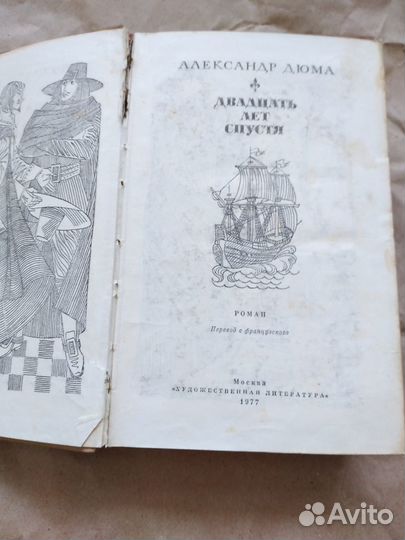 АЛЕКСАНДР ДЮМА
ДВАДЦАТЬ
ЛЕТ
СПУСТЯ
РОМАН
Перевод с французского
Москва
«ХУДОЖЕСТВЕННАЯ ЛИТЕРАТУРА»
1977
Avito